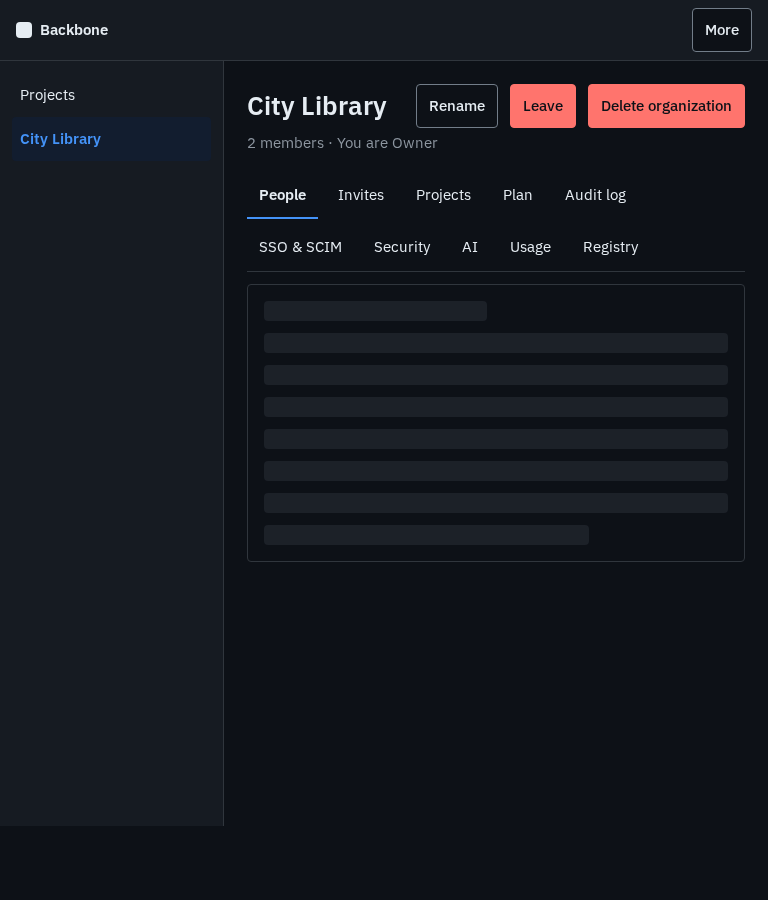 Backbone
More
Projects
City Library
City Library
Rename
Leave
Delete organization
2 members · You are Owner
People
Invites
Projects
Plan
Audit log
SSO & SCIM
Security
AI
Usage
Registry